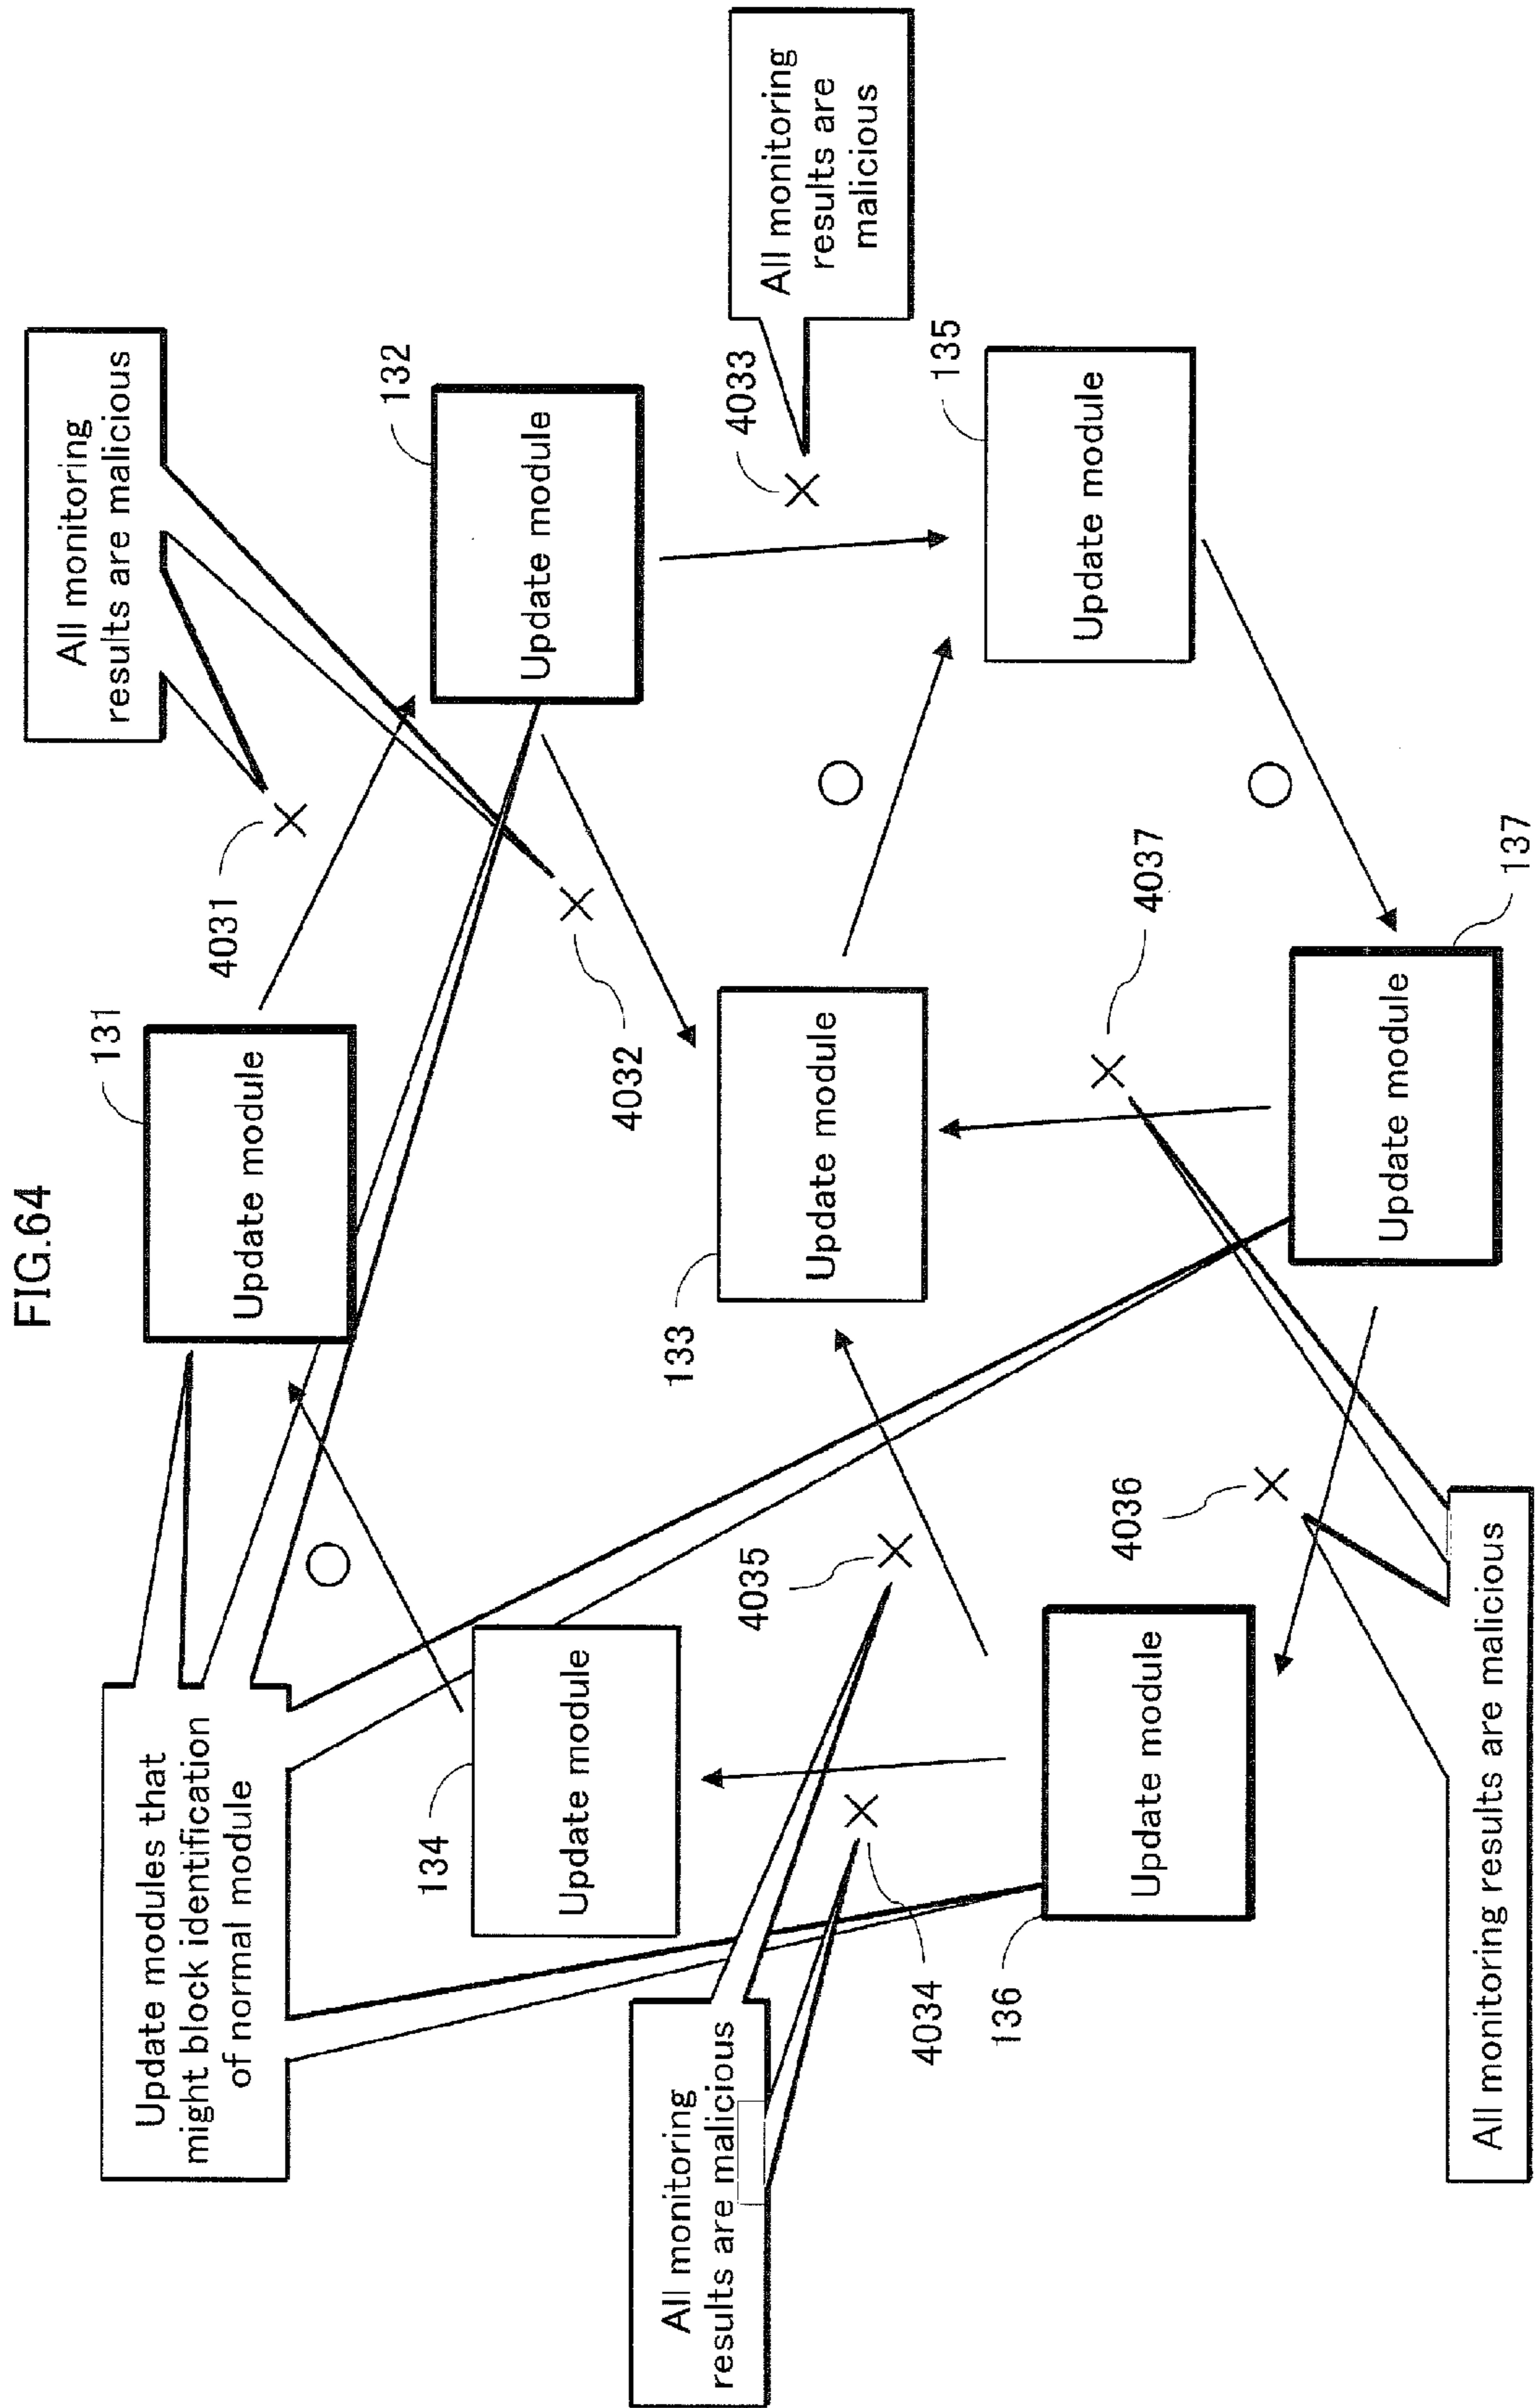 FIG.64
Update modules that
might block identification
of normal module
131
Update module
4031
All monitoring
results are malicious
132
Update module
134
Update module
4032
133
Update module
4033
All monitoring
results are
malicious
All monitoring
results are malicious
4034
4035
135
Update module
136
Update module
4036
4037
137
Update module
All monitoring results are malicious